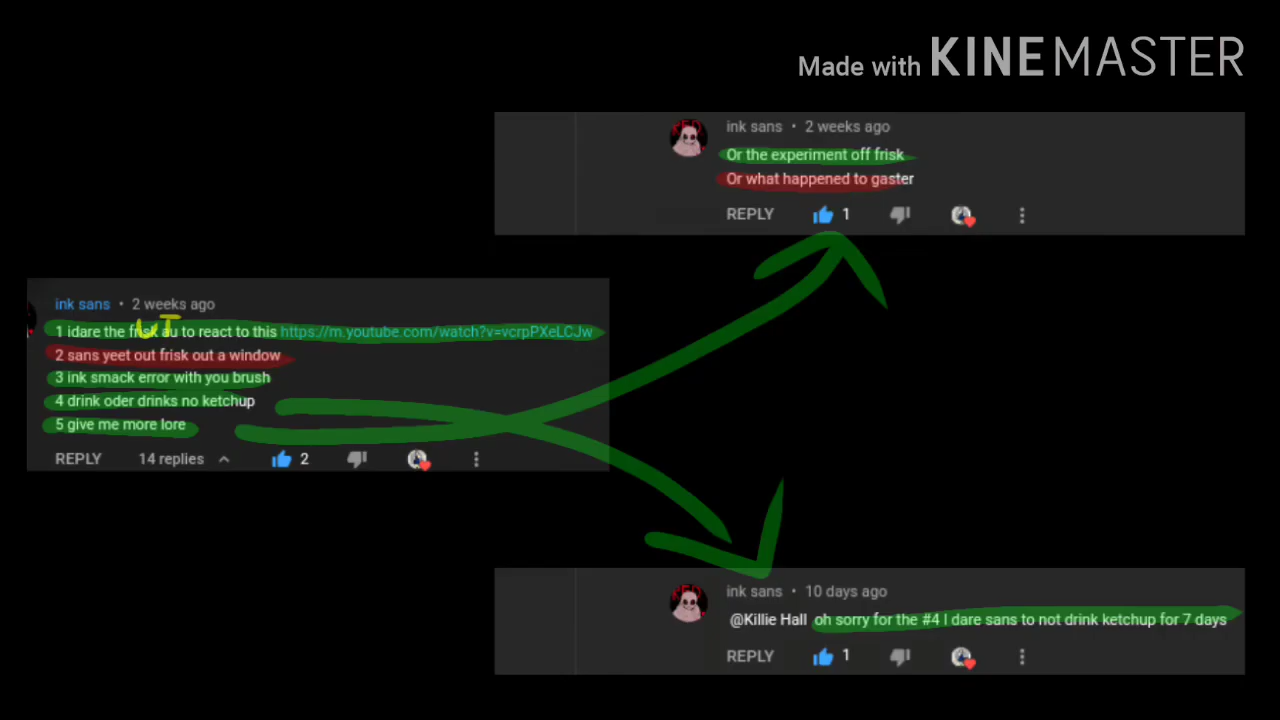 Made with KINEMASTER
ink sans • 2 weeks ago
Or the experiment off frisk
Or what happened to gaster
REPLY 1
ink sans • 2 weeks ago
UT
1 idare the frisk au to react to this https://m.youtube.com/watch?v=vcrpPXeLCJw
2 sans yeet out frisk out a window
3 ink smack error with you brush
4 drink oder drinks no ketchup
5 give me more lore
REPLY 14 replies 2
ink sans • 10 days ago
@Killie Hall oh sorry for the #4 I dare sans to not drink ketchup for 7 days
REPLY 1